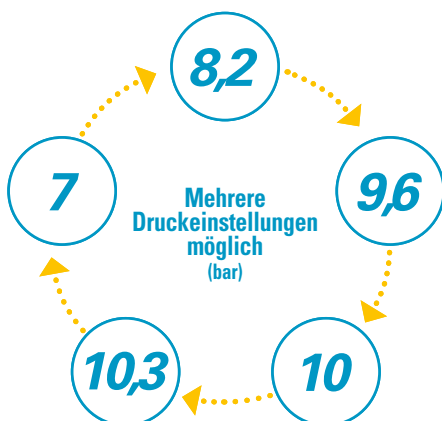 8,2
7
9,6
Mehrere
Druckeinstellungen
möglich
(bar)
10,3
10